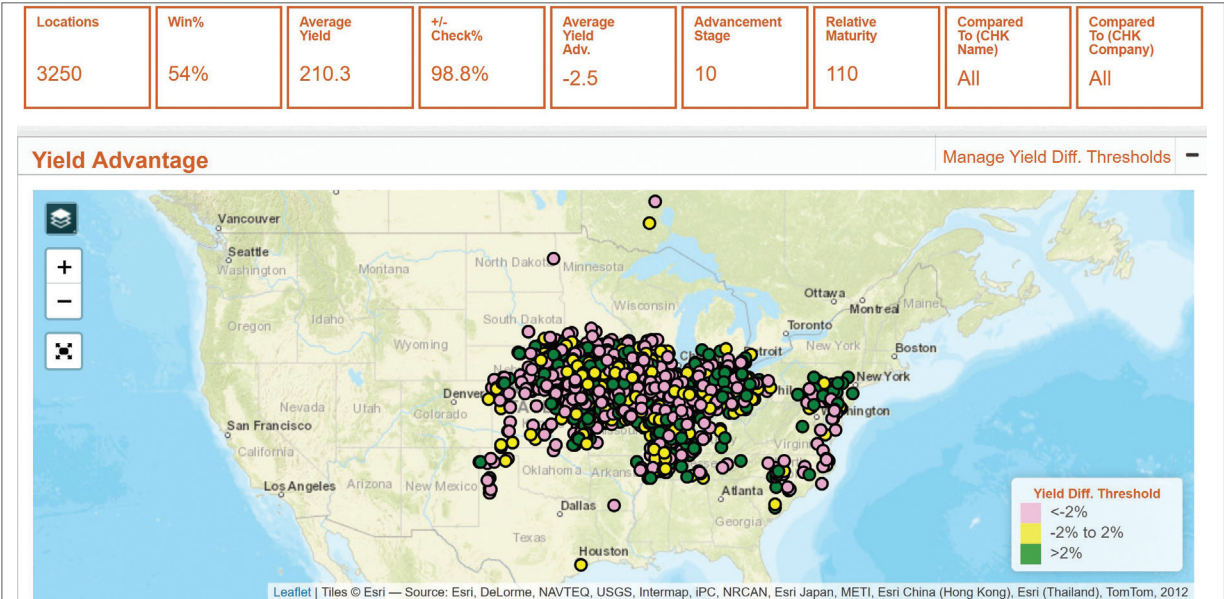 Locations
3250
Win%
54%
Average
Yield
210.3
+/-
Check%
98.8%
Average
Yield
Adv.
-2.5
Advancement
Stage
10
Relative
Maturity
110
Compared
To (CHK
Name)
All
Compared
To (CHK
Company)
All
Yield Advantage
Manage Yield Diff. Thresholds
+
−
Vancouver
Seattle
Washington
Montana
North Dakota
Minnesota
Ottawa
Montreal
Maine
Oregon
Idaho
South Dakota
Wisconsin
Toronto
Wyoming
New York
Boston
Detroit
New York
Denver
Nevada
Utah
Colorado
Washington
San Francisco
California
Virgin
Oklahoma
Arkans
Los Angeles
Arizona
New Mexico
Atlanta
Dallas
Georgia
Texas
Houston
Yield Diff. Threshold
<-2%
-2% to 2%
>2%
Leaflet | Tiles © Esri — Source: Esri, DeLorme, NAVTEQ, USGS, Intermap, iPC, NRCAN, Esri Japan, METI, Esri China (Hong Kong), Esri (Thailand), TomTom, 2012